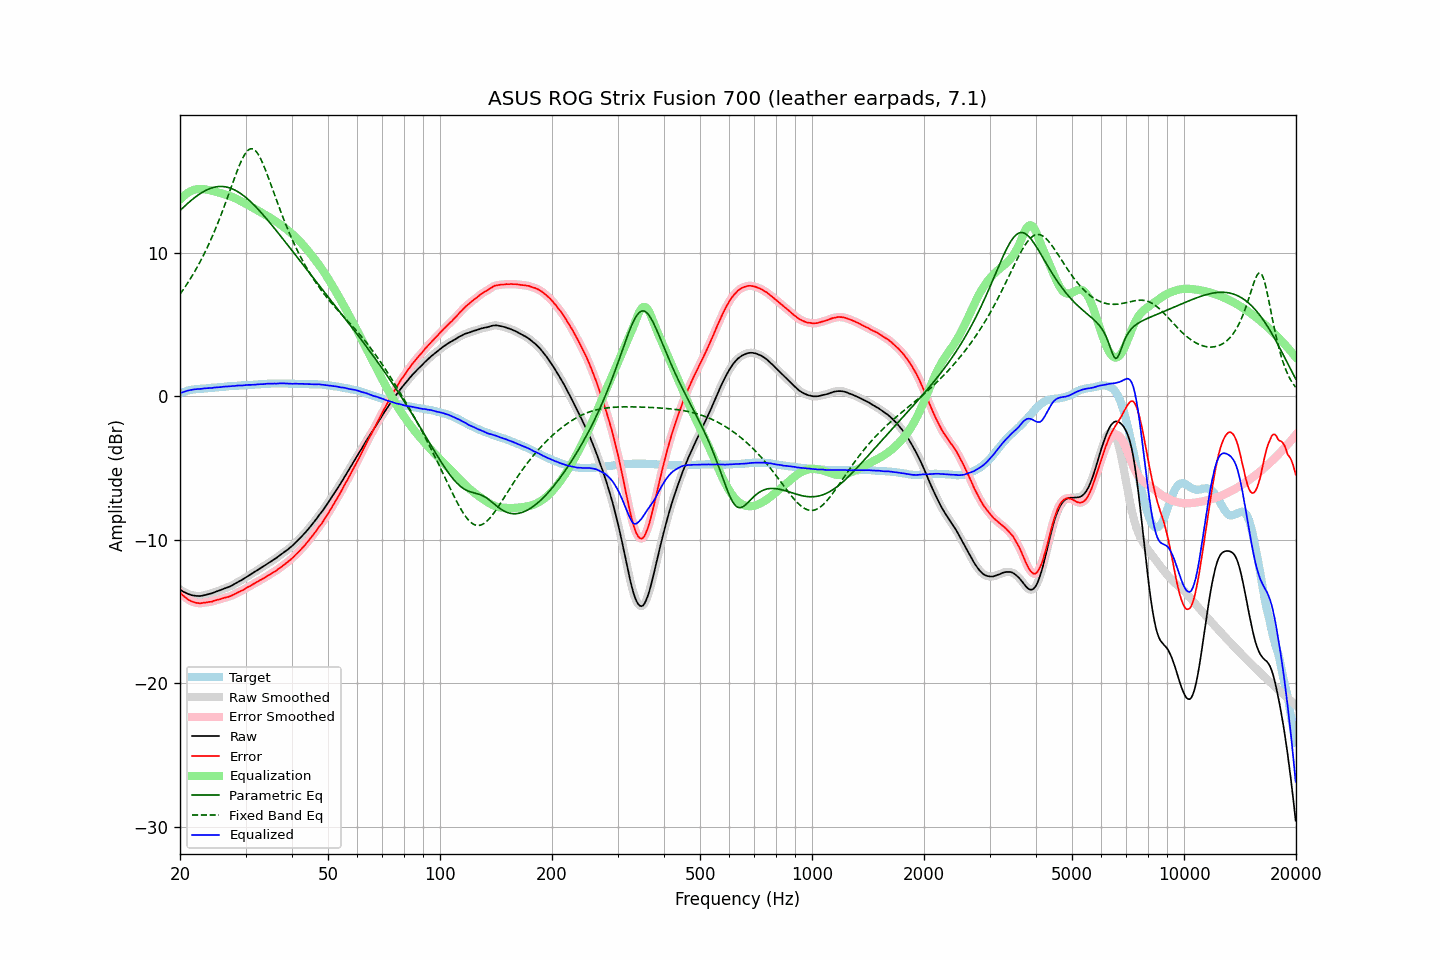 ASUS ROG Strix Fusion 700 (leather earpads, 7.1)
Amplitude (dBr)
10
0
−10
−20
−30
Target
Raw Smoothed
Error Smoothed
Raw
Error
Equalization
Parametric Eq
Fixed Band Eq
Equalized
20 50 100 200 500 1000 2000 5000 10000 20000
Frequency (Hz)